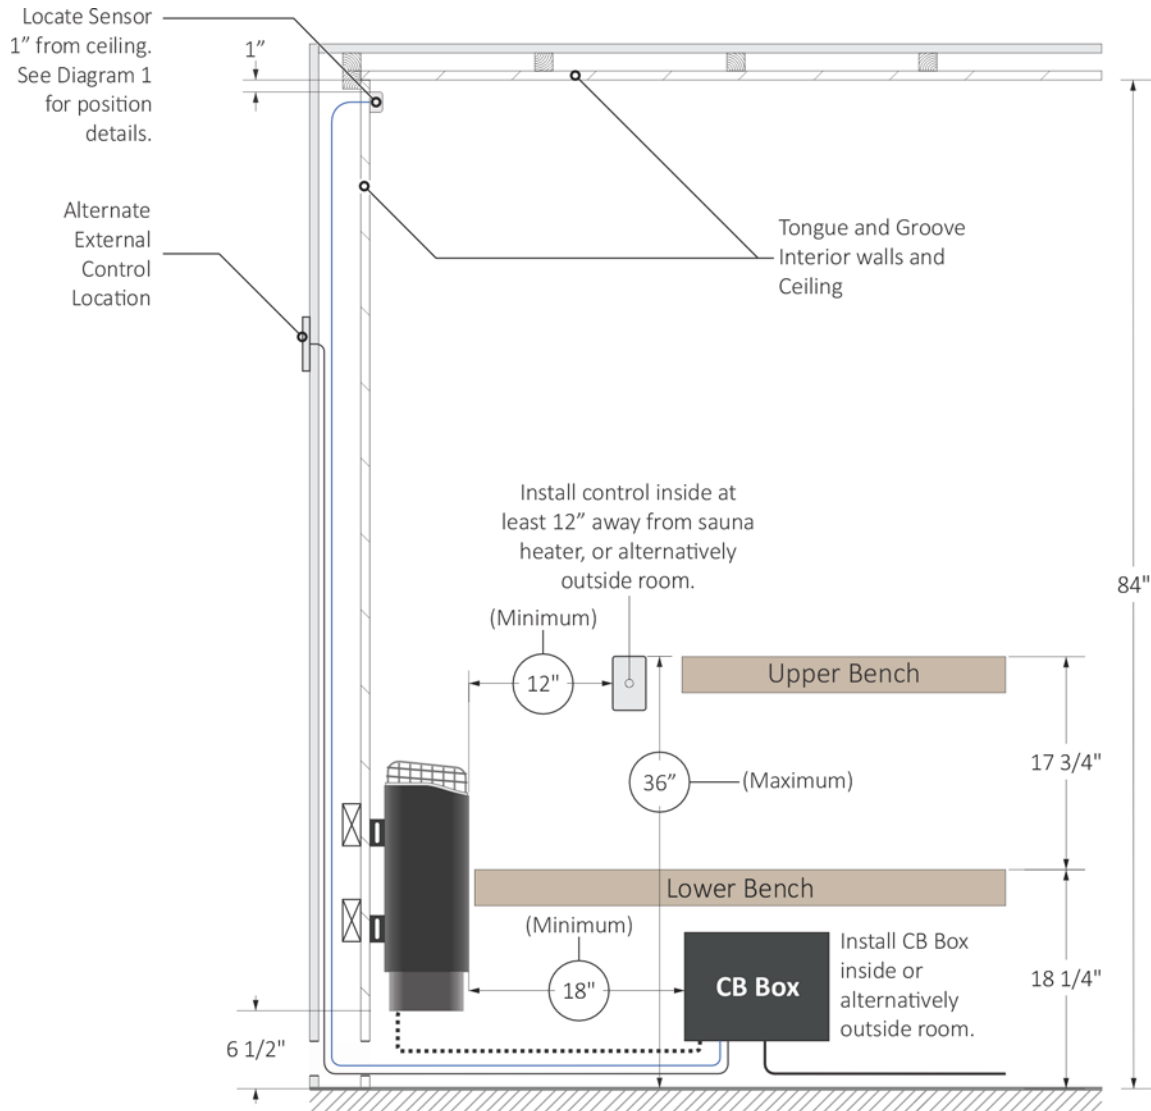 Locate Sensor
1” from ceiling.
See Diagram 1
for position
details.
1”
Alternate
External
Control
Location
Tongue and Groove
Interior walls and
Ceiling
Install control inside at
least 12” away from sauna
heater, or alternatively
outside room.
84"
(Minimum)
12"
Upper Bench
36”
(Maximum)
17 3/4"
Lower Bench
(Minimum)
18"
CB Box
Install CB Box
inside or
alternatively
outside room.
18 1/4"
6 1/2"